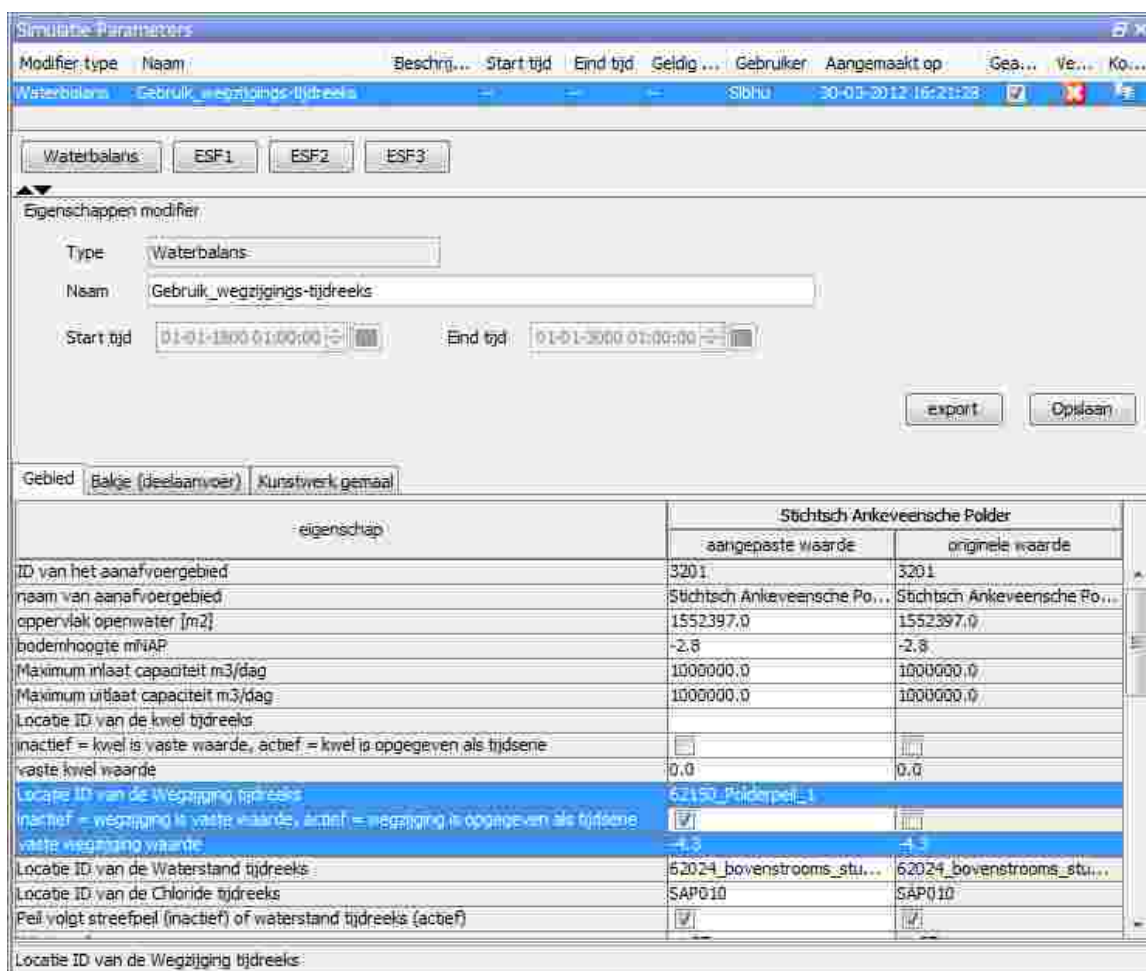 Simulatie Parameters
Modifier type Naam Beschrij... Start tijd Eind tijd Geldig ... Gebruiker Aangemaakt op Gea... Ve... Ko...
Waterbalans Gebruik_wegzijgings-tijdreeks -- -- -- Sibhu 30-03-2012 16:21:28
Waterbalans ESF1 ESF2 ESF3
Eigenschappen modifier
Type Waterbalans
Naam Gebruik_wegzijgings-tijdreeks
Start tijd 01-01-1800 01:00:00 Eind tijd 01-01-3000 01:00:00
export Opslaan
Gebied Bakje (deelaanvoer) Kunstwerk gemaal
eigenschap Stichtsch Ankeveensche Polder
aangepaste waarde originele waarde
ID van het aanafvoergebied 3201 3201
naam van aanafvoergebied Stichtsch Ankeveensche Po... Stichtsch Ankeveensche Po...
oppervlak openwater [m2] 1552397.0 1552397.0
bodemhoogte mNAP -2.8 -2.8
Maximum inlaat capaciteit m3/dag 1000000.0 1000000.0
Maximum uitlaat capaciteit m3/dag 1000000.0 1000000.0
Locatie ID van de kwel tijdreeks
inactief = kwel is vaste waarde, actief = kwel is opgegeven als tijdserie
vaste kwel waarde 0.0 0.0
Locatie ID van de Wegzijging tijdreeks 62150_Polderpeil_1
inactief = wegzijging is vaste waarde, actief = wegzijging is opgegeven als tijdserie
vaste wegzijging waarde -4.3 -4.3
Locatie ID van de Waterstand tijdreeks 62024_bovenstrooms_stu... 62024_bovenstrooms_stu...
Locatie ID van de Chloride tijdreeks SAP010 SAP010
Peil volgt streefpeil (inactief) of waterstand tijdreeks (actief)
Locatie ID van de Wegzijging tijdreeks